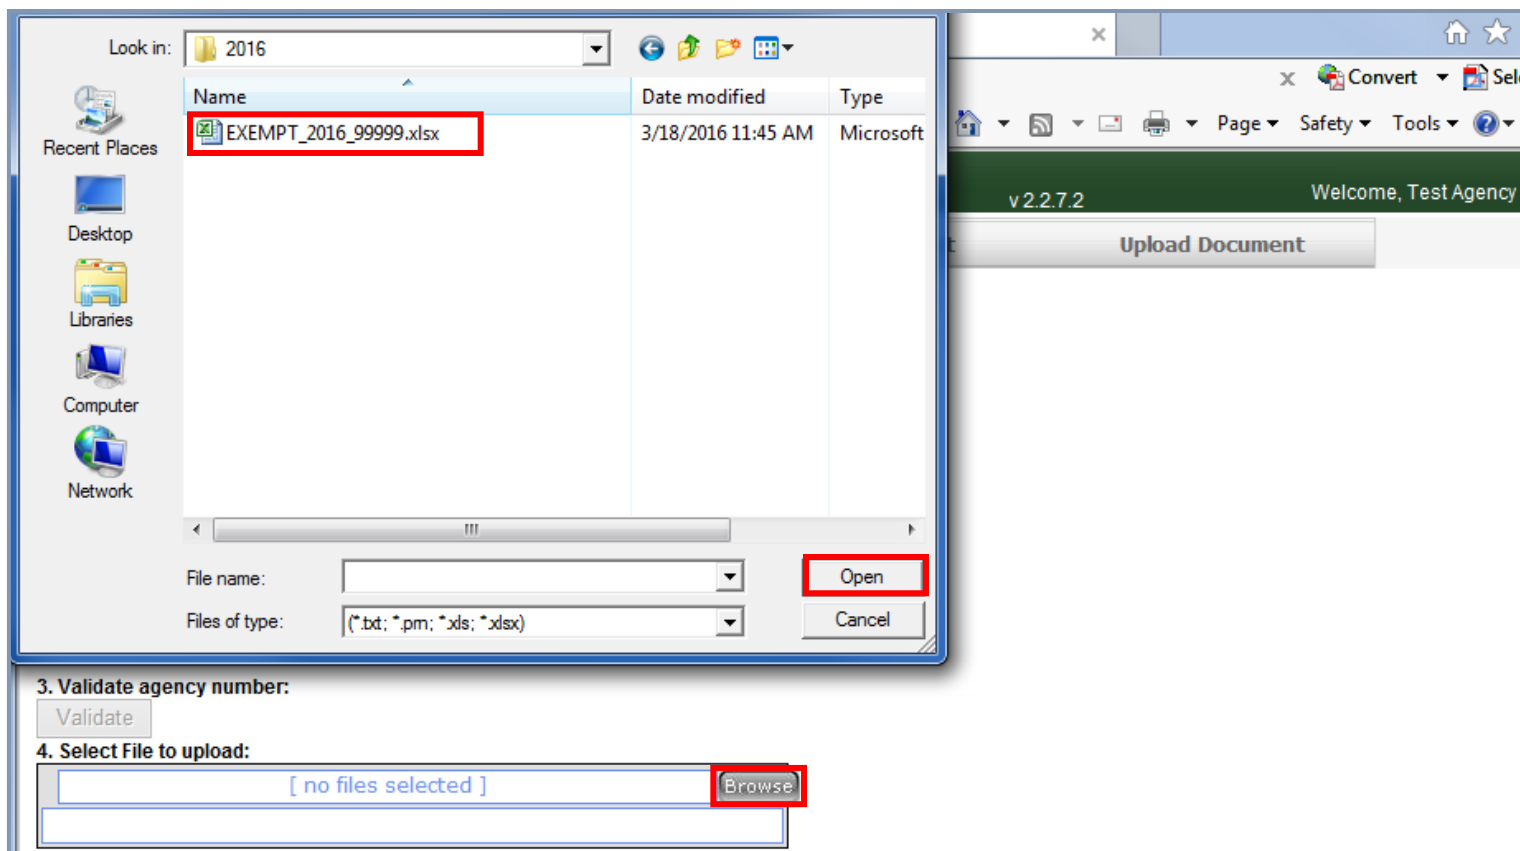 Look in:
2016
Name
Date modified
Type
EXEMPT_2016_99999.xlsx
3/18/2016 11:45 AM
Microsoft
Recent Places
Desktop
Libraries
Computer
Network
File name:
Open
Files of type:
(*.txt; *.prn; *.xls; *.xlsx)
Cancel
x
Convert
Sel
Page
Safety
Tools
v 2.2.7.2
Welcome, Test Agency
Upload Document
3. Validate agency number:
Validate
4. Select File to upload:
[ no files selected ]
Browse